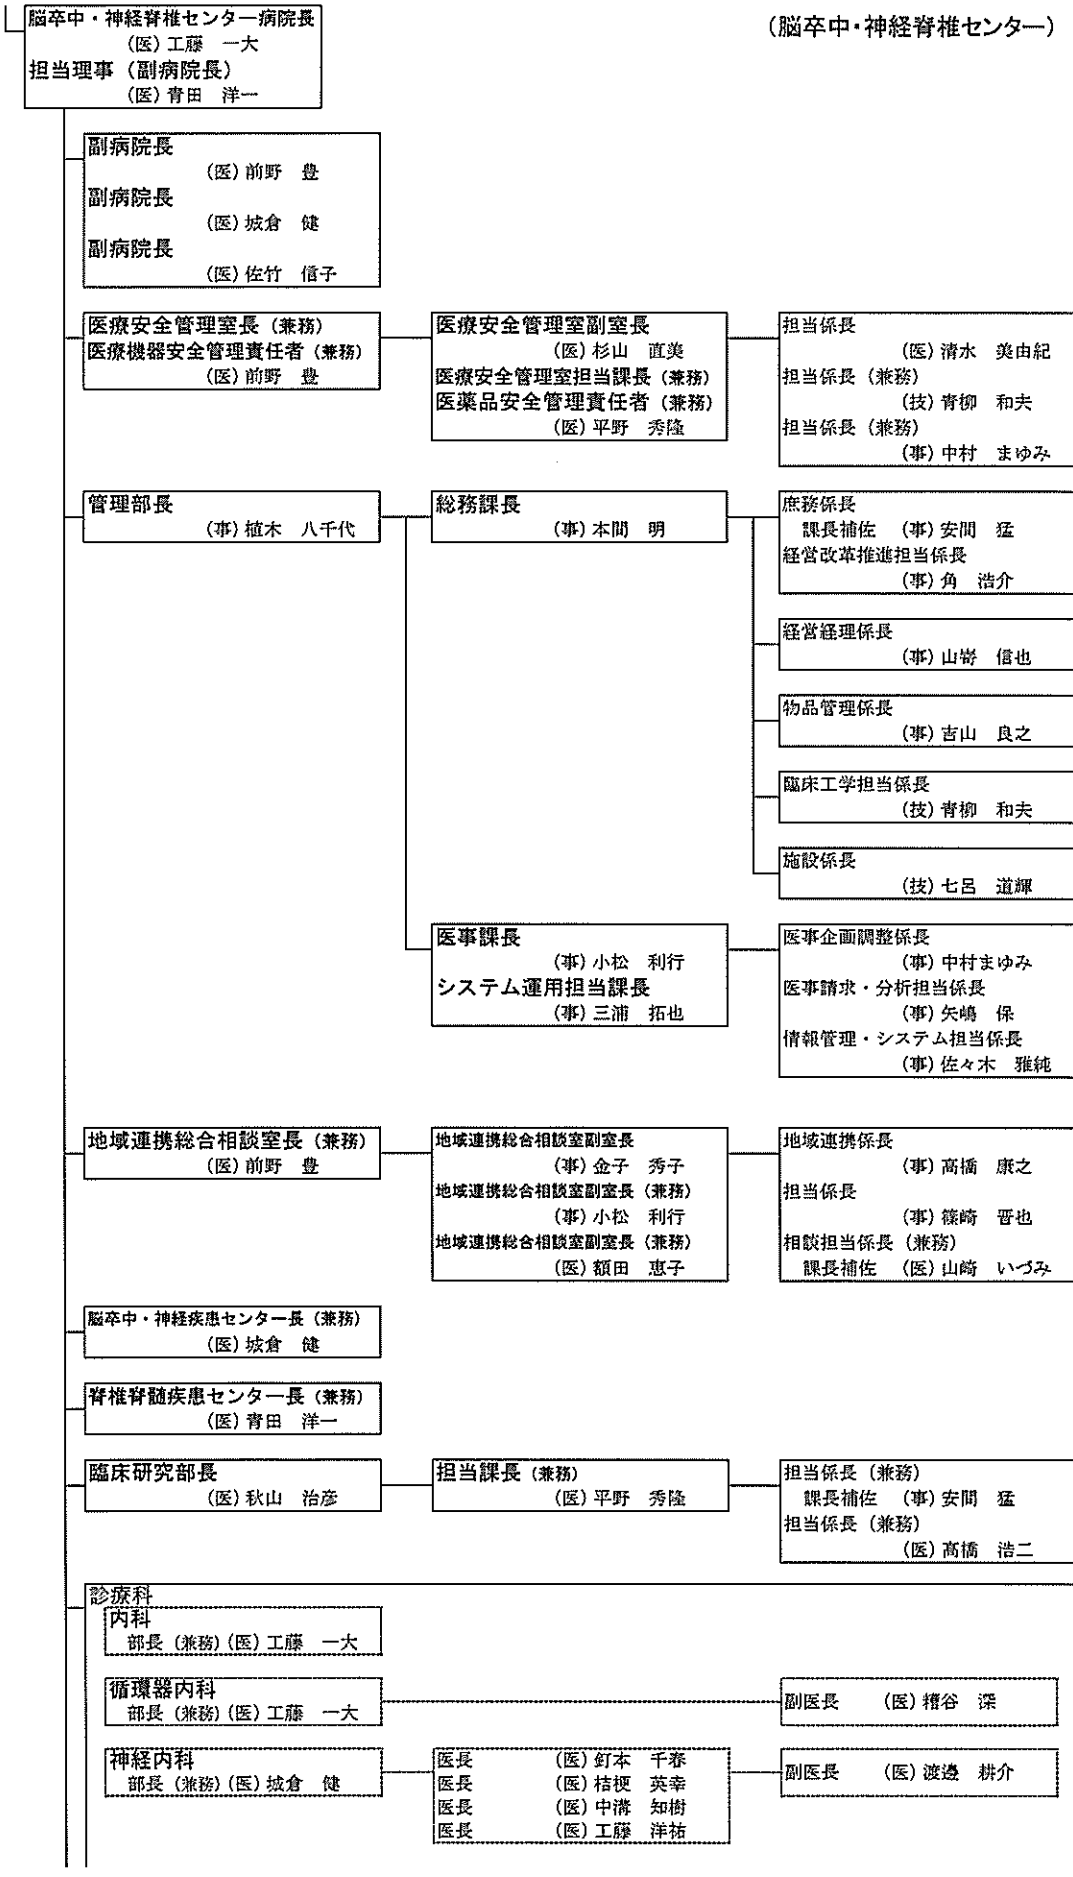 (脳卒中・神経脊椎センター)
脳卒中・神経脊椎センター病院長
(医)工藤 一大
担当理事(副病院長)
(医)青田 洋一
副病院長
(医)前野 豊
副病院長
(医)城倉 健
副病院長
(医)佐竹 信子
医療安全管理室長(兼務)
医療機器安全管理責任者(兼務)
(医)前野 豊
医療安全管理室副室長
(医)杉山 直美
医療安全管理室担当課長(兼務)
医薬品安全管理責任者(兼務)
(医)平野 秀隆
担当係長
(医)清水 美由紀
担当係長(兼務)
(技)青柳 和夫
担当係長(兼務)
(事)中村 まゆみ
管理部長
(事)植木 八千代
総務課長
(事)本間 明
庶務係長
課長補佐 (事)安間 猛
経営改革推進担当係長
(事)角 浩介
経営経理係長
(事)山嵜 信也
物品管理係長
(事)吉山 良之
臨床工学担当係長
(技)青柳 和夫
施設係長
(技)七呂 道輝
医事課長
(事)小松 利行
システム運用担当課長
(事)三浦 拓也
医事企画調整係長
(事)中村まゆみ
医事請求・分析担当係長
(事)矢嶋 保
情報管理・システム担当係長
(事)佐々木 雅純
地域連携総合相談室長(兼務)
(医)前野 豊
地域連携総合相談室副室長
(事)金子 秀子
地域連携総合相談室副室長(兼務)
(事)小松 利行
地域連携総合相談室副室長(兼務)
(医)額田 恵子
地域連携係長
(事)髙橋 康之
担当係長
(事)篠崎 晋也
相談担当係長(兼務)
課長補佐 (医)山崎 いづみ
脳卒中・神経疾患センター長(兼務)
(医)城倉 健
脊椎脊髄疾患センター長(兼務)
(医)青田 洋一
臨床研究部長
(医)秋山 治彦
担当課長(兼務)
(医)平野 秀隆
担当係長(兼務)
課長補佐 (事)安間 猛
担当係長(兼務)
(医)髙橋 浩二
診療科
内科
部長(兼務)(医)工藤 一大
循環器内科
部長(兼務)(医)工藤 一大
副医長 (医)糟谷 深
神経内科
部長(兼務)(医)城倉 健
医長 (医)釘本 千春
医長 (医)桔梗 英幸
医長 (医)中溝 知樹
医長 (医)工藤 洋祐
副医長 (医)渡邉 耕介